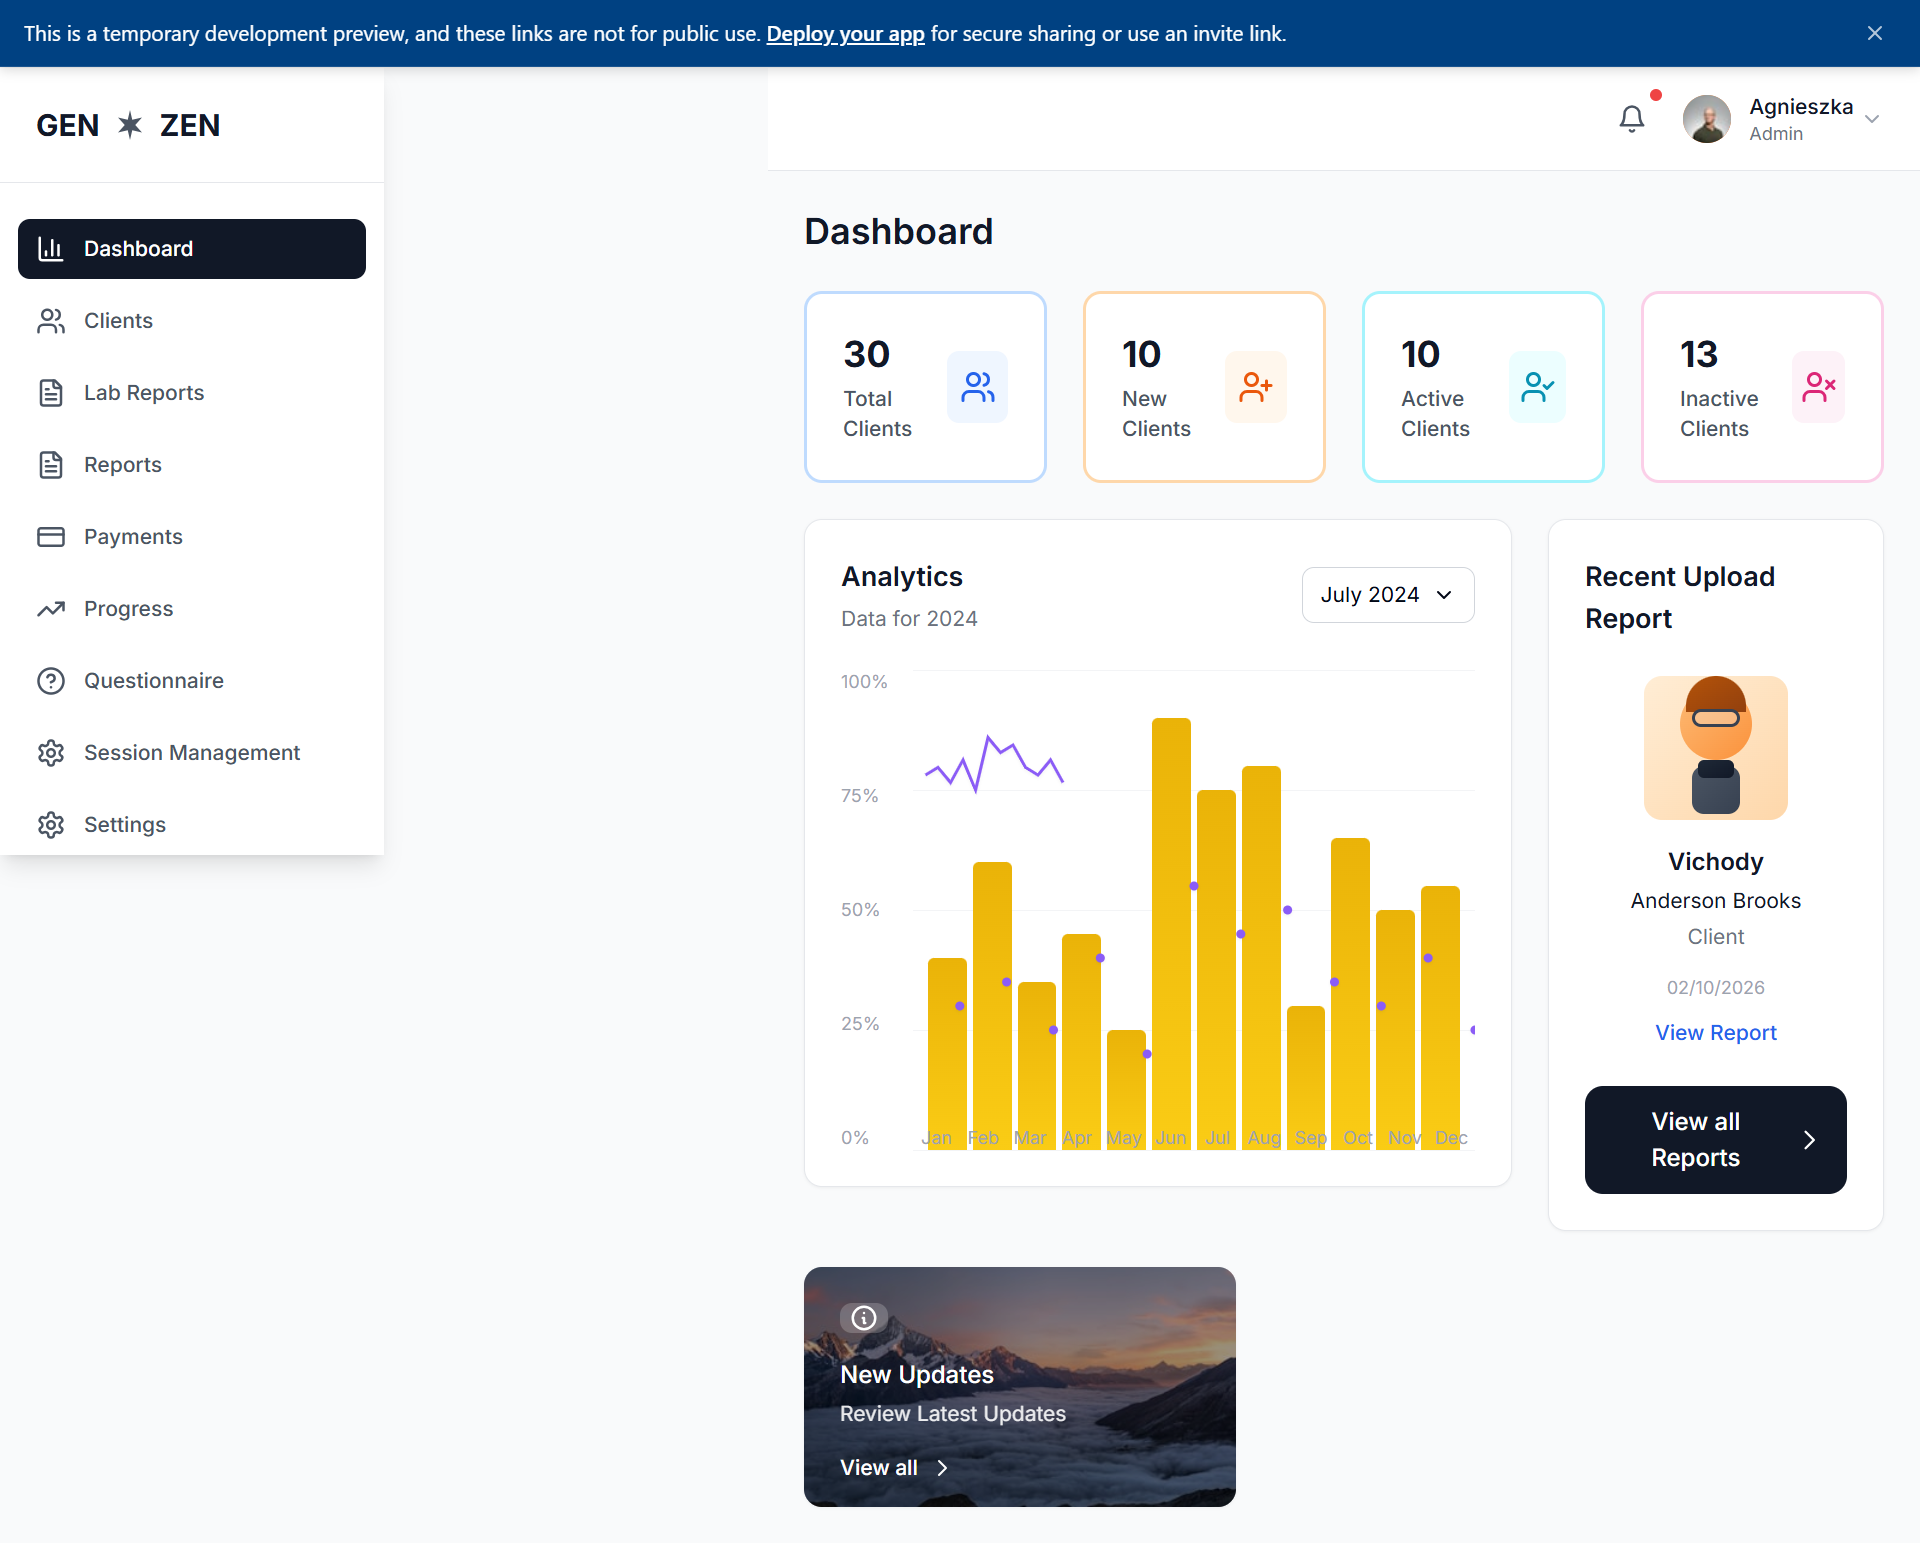 This is a temporary development preview, and these links are not for public use. Deploy your app for secure sharing or use an invite link.
GEN ZEN
Agnieszka
Admin
Dashboard
Clients
Lab Reports
Reports
Payments
Progress
Questionnaire
Session Management
Settings
Dashboard
30
Total
Clients
10
New
Clients
10
Active
Clients
13
Inactive
Clients
Analytics
Data for 2024
July 2024
100%
75%
50%
25%
0%
Jan Feb Mar Apr May Jun Jul Aug Sep Oct Nov Dec
Recent Upload
Report
Vichody
Anderson Brooks
Client
02/10/2026
View Report
View all
Reports
New Updates
Review Latest Updates
View all